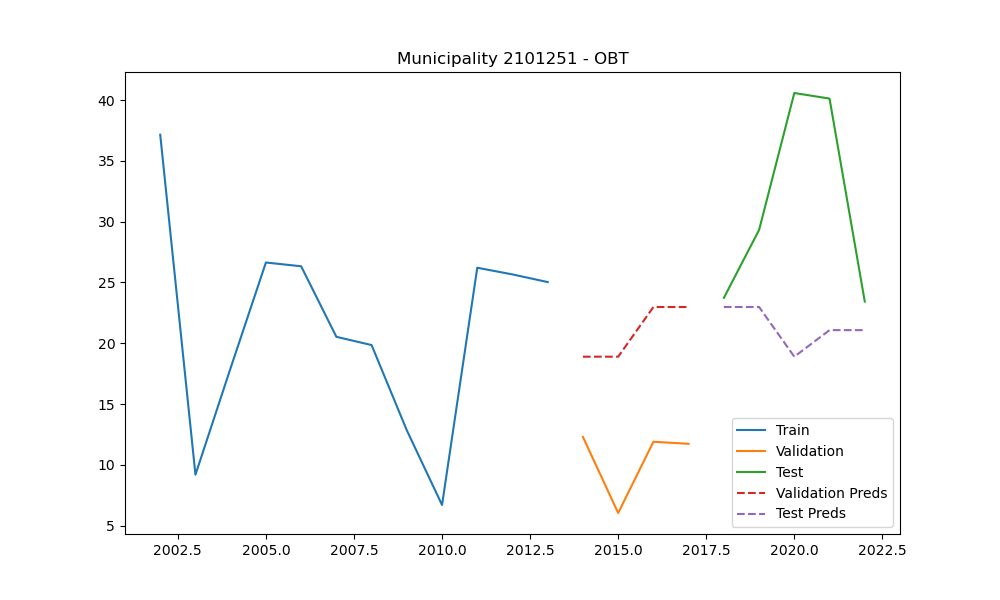 Municipality 2101251 - OBT
40
35
30
25
20
15
10
5
2002.5 2005.0 2007.5 2010.0 2012.5 2015.0 2017.5 2020.0 2022.5
Train
Validation
Test
Validation Preds
Test Preds